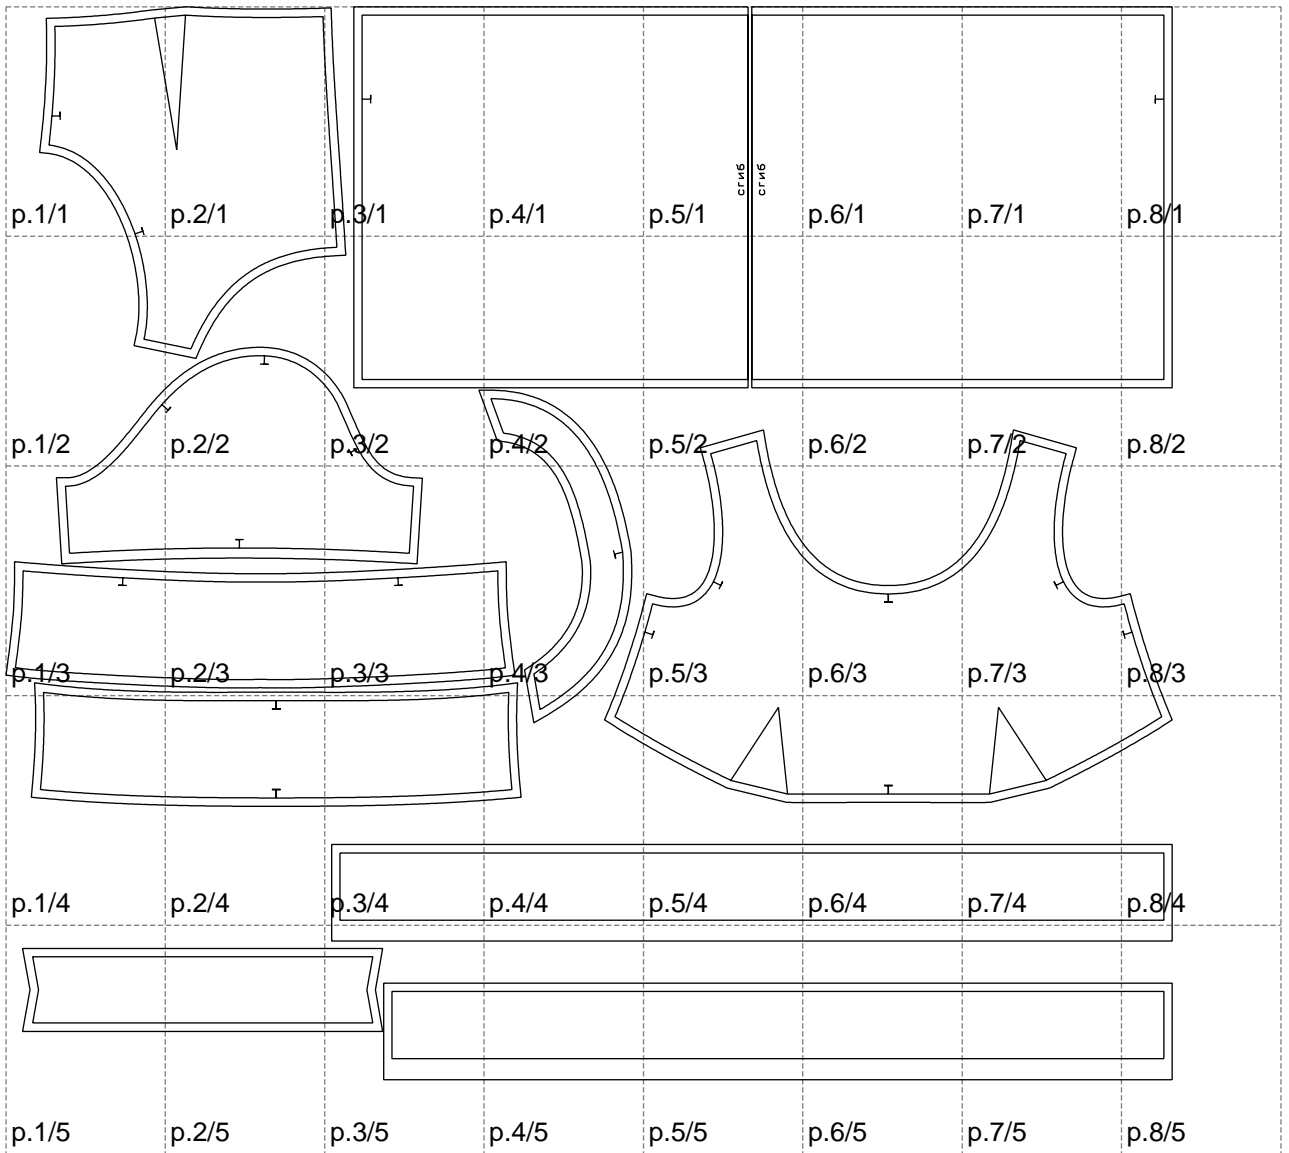 сгиб
сгиб
p.1/1 p.2/1 p.3/1 p.4/1 p.5/1 p.6/1 p.7/1 p.8/1
p.1/2 p.2/2 p.3/2 p.4/2 p.5/2 p.6/2 p.7/2 p.8/2
p.1/3 p.2/3 p.3/3 p.4/3 p.5/3 p.6/3 p.7/3 p.8/3
p.1/4 p.2/4 p.3/4 p.4/4 p.5/4 p.6/4 p.7/4 p.8/4
p.1/5 p.2/5 p.3/5 p.4/5 p.5/5 p.6/5 p.7/5 p.8/5